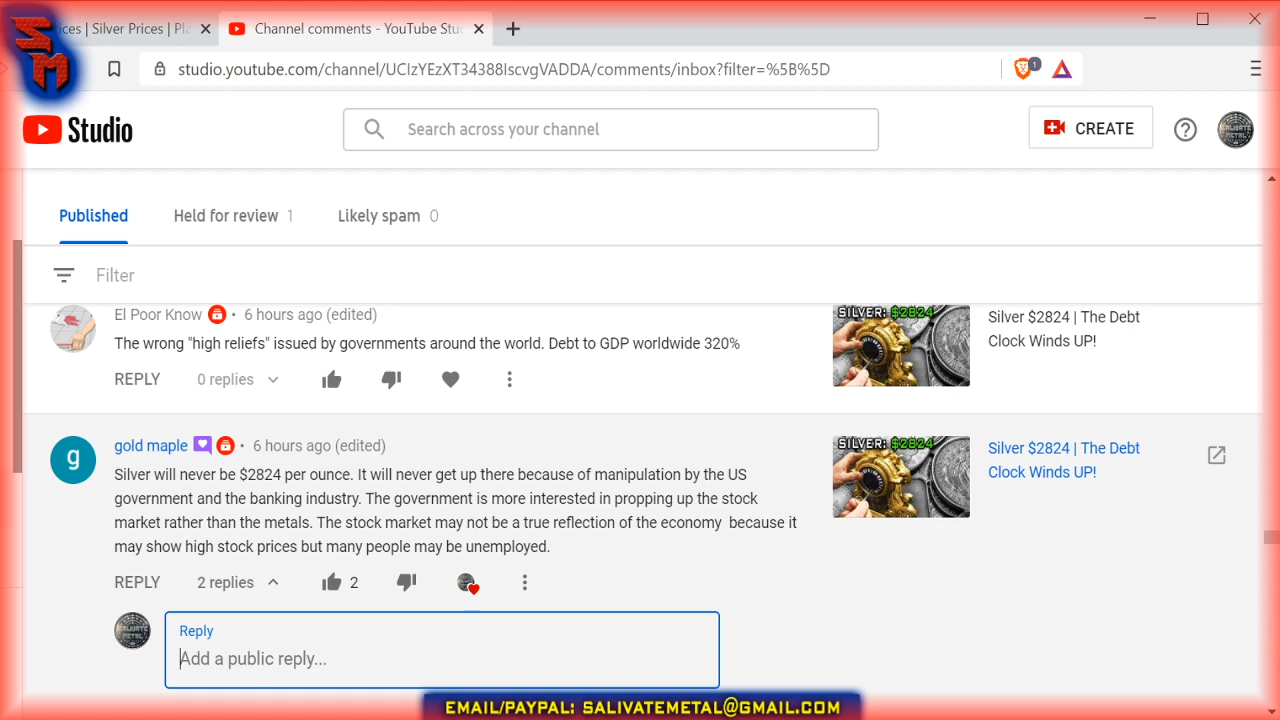 SM
ices | Silver Prices | Pla
Channel comments - YouTube Stu
studio.youtube.com/channel/UCIzYEzXT34388IscvgVADDA/comments/inbox?filter=%5B%5D
1
Studio
Search across your channel
CREATE
Published
Held for review 1
Likely spam 0
Filter
El Poor Know • 6 hours ago (edited)
The wrong "high reliefs" issued by governments around the world. Debt to GDP worldwide 320%
REPLY
0 replies
SILVER: $2824
Silver $2824 | The Debt
Clock Winds UP!
g
gold maple • 6 hours ago (edited)
Silver will never be $2824 per ounce. It will never get up there because of manipulation by the US
government and the banking industry. The government is more interested in propping up the stock
market rather than the metals. The stock market may not be a true reflection of the economy  because it
may show high stock prices but many people may be unemployed.
REPLY
2 replies
2
SILVER: $2824
Silver $2824 | The Debt
Clock Winds UP!
Reply
Add a public reply...
EMAIL/PAYPAL: SALIVATEMETAL@GMAIL.COM